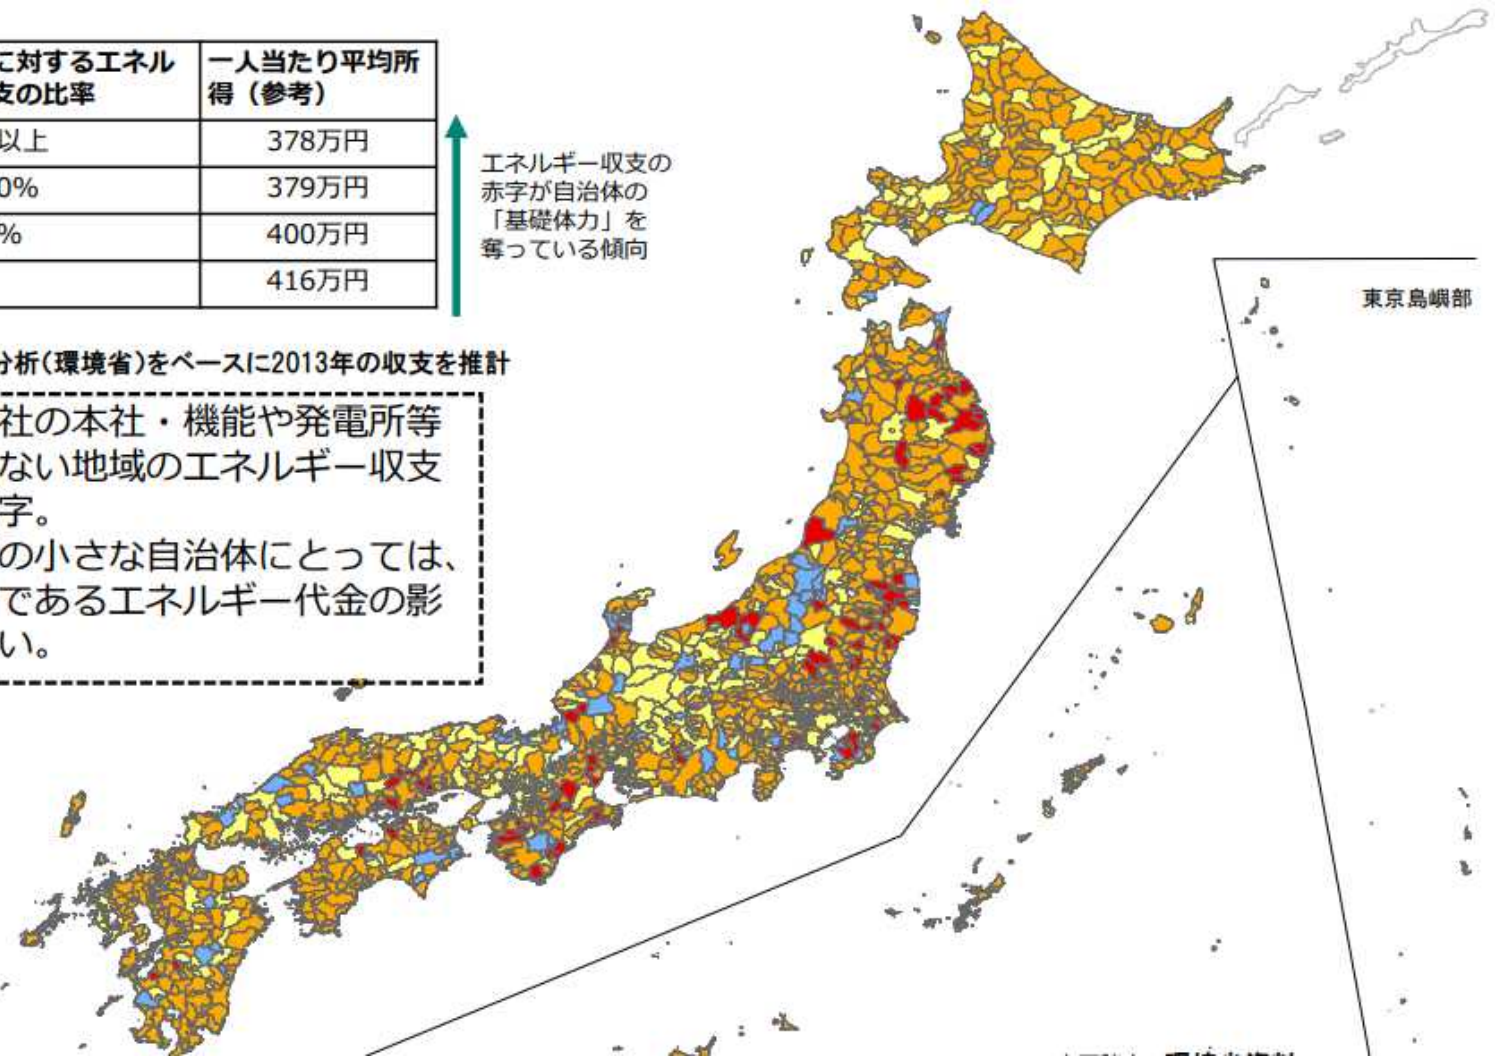 に対するエネル
支の比率
一人当たり平均所
得（参考）
以上
378万円
0%
379万円
%
400万円
416万円
エネルギー収支の
赤字が自治体の
「基礎体力」を
奪っている傾向
東京島嶼部
分析(環境省)をベースに2013年の収支を推計
社の本社・機能や発電所等
ない地域のエネルギー収支
字。
の小さな自治体にとっては、
であるエネルギー代金の影
い。